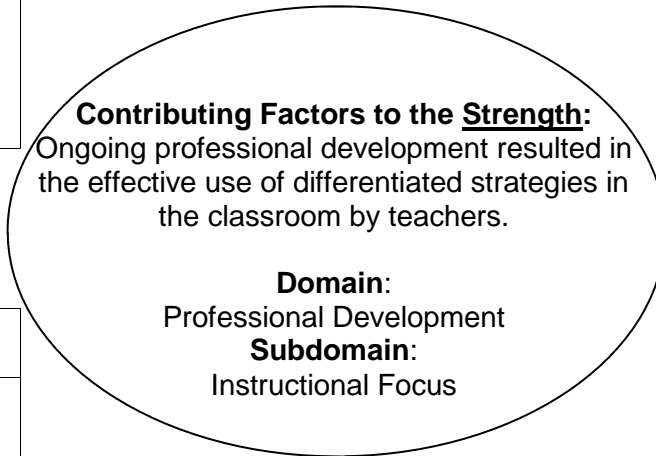 Contributing Factors to the Strength:
Ongoing professional development resulted in
the effective use of differentiated strategies in
the classroom by teachers.
Domain:
Professional Development
Subdomain:
Instructional Focus